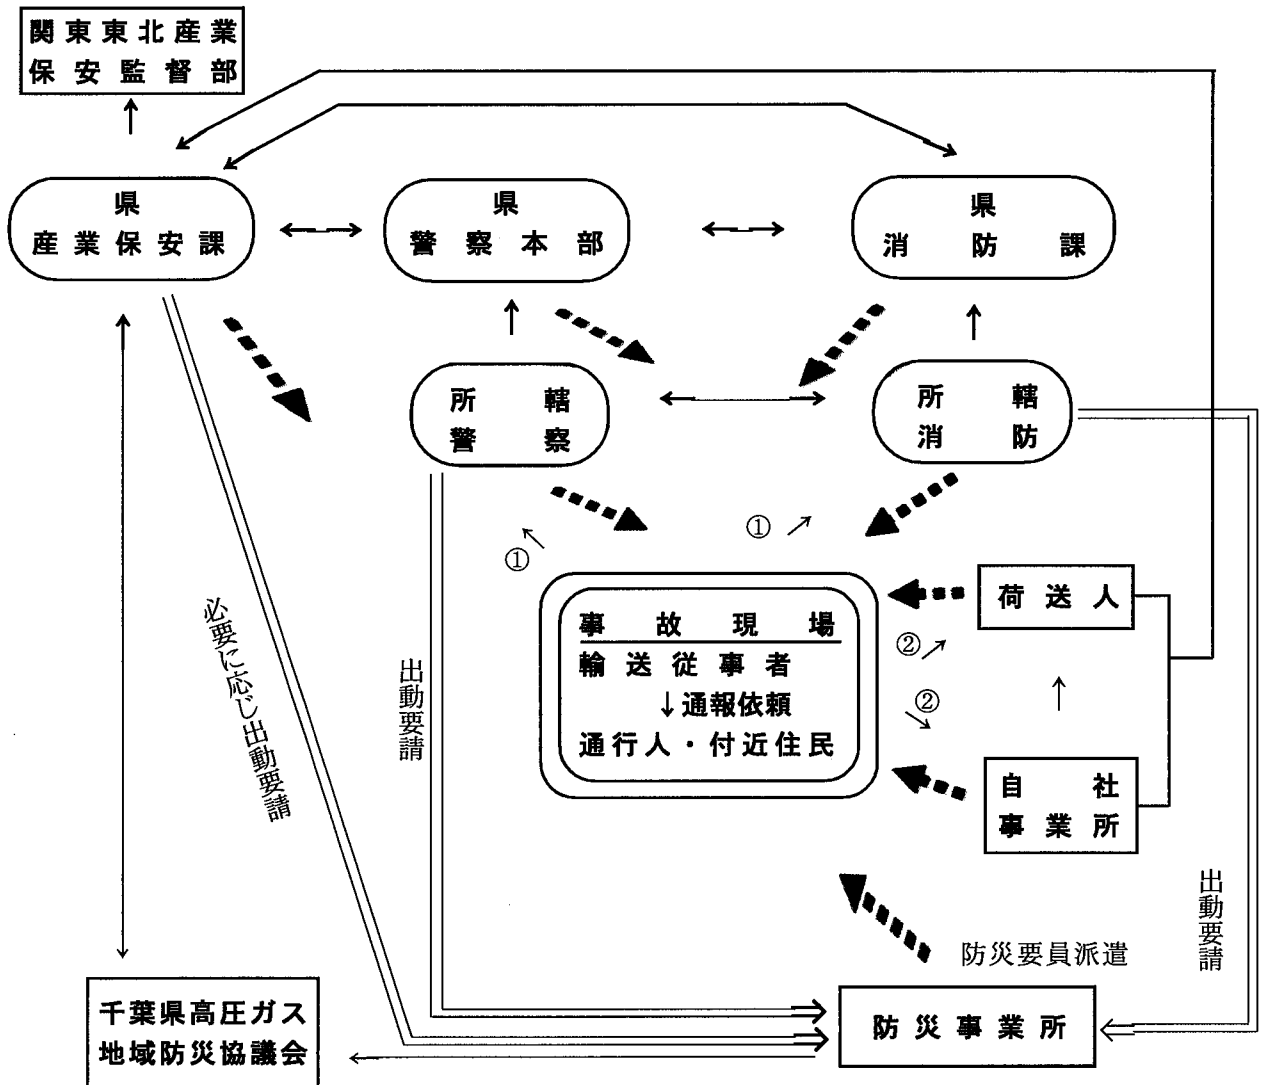 関東東北産業
保安監督部
県
産業保安課
県
警察本部
県
消防課
所轄
警察
所轄
消防
①
①
事故現場
輸送従事者
↓通報依頼
通行人・付近住民
荷送人
②
②
自社
事業所
必要に応じ出動要請
出動要請
出動要請
防災要員派遣
千葉県高圧ガス
地域防災協議会
防災事業所